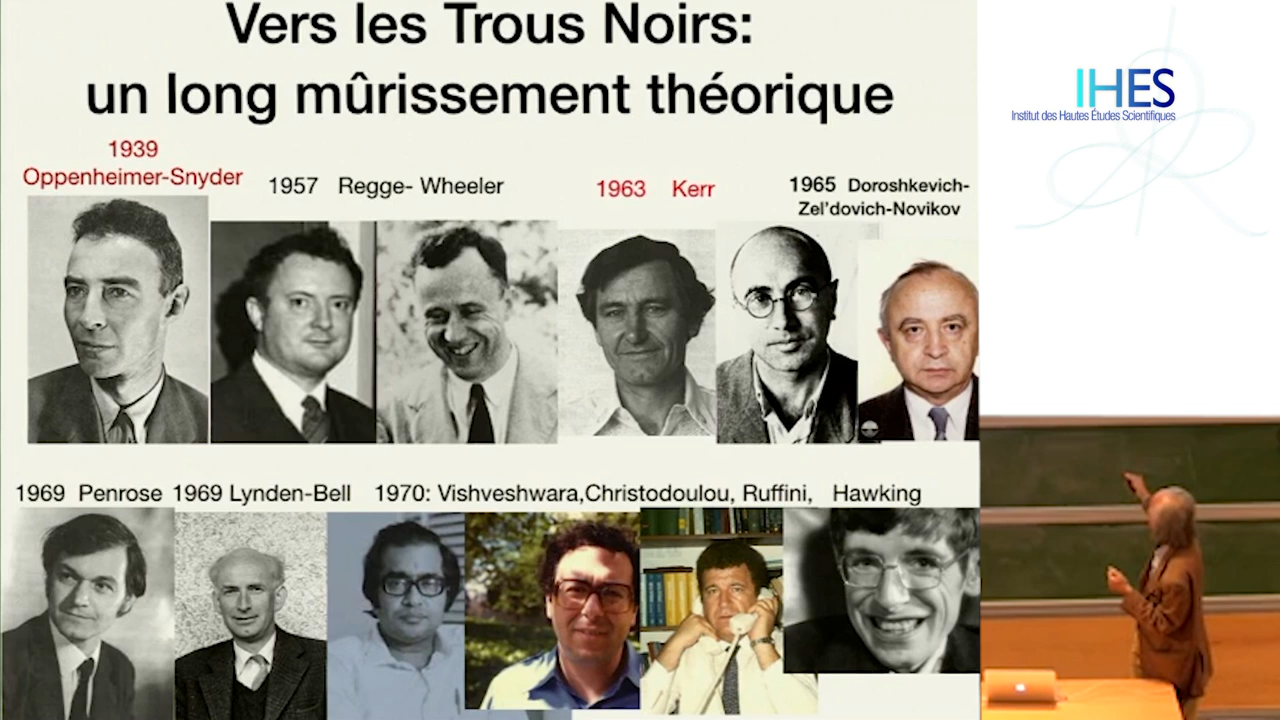 Vers les Trous Noirs:
un long mûrissement théorique
1939
Oppenheimer-Snyder
1957 Regge- Wheeler
1963 Kerr
1965 Doroshkevich-
Zel'dovich-Novikov
1969 Penrose 1969 Lynden-Bell 1970: Vishveshwara,Christodoulou, Ruffini, Hawking
IHES
Institut des Hautes Études Scientifiques